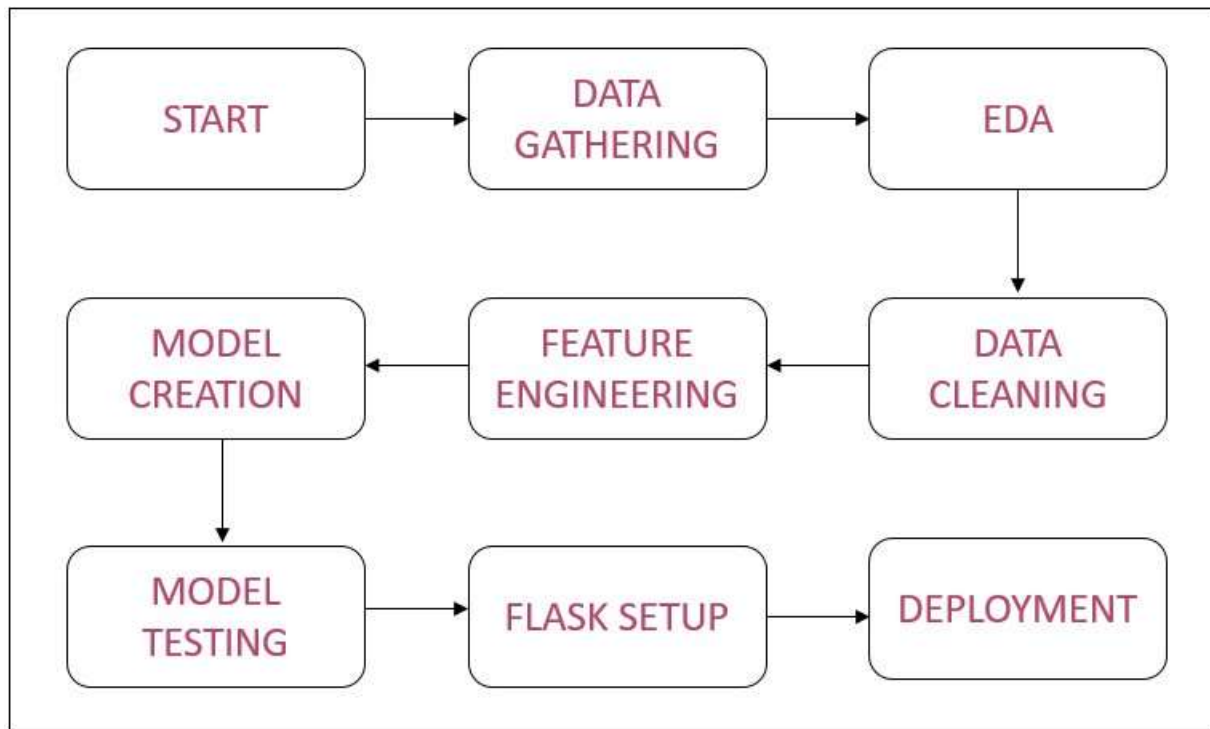 START
DATA
GATHERING
EDA
DATA
CLEANING
FEATURE
ENGINEERING
MODEL
CREATION
MODEL
TESTING
FLASK SETUP
DEPLOYMENT